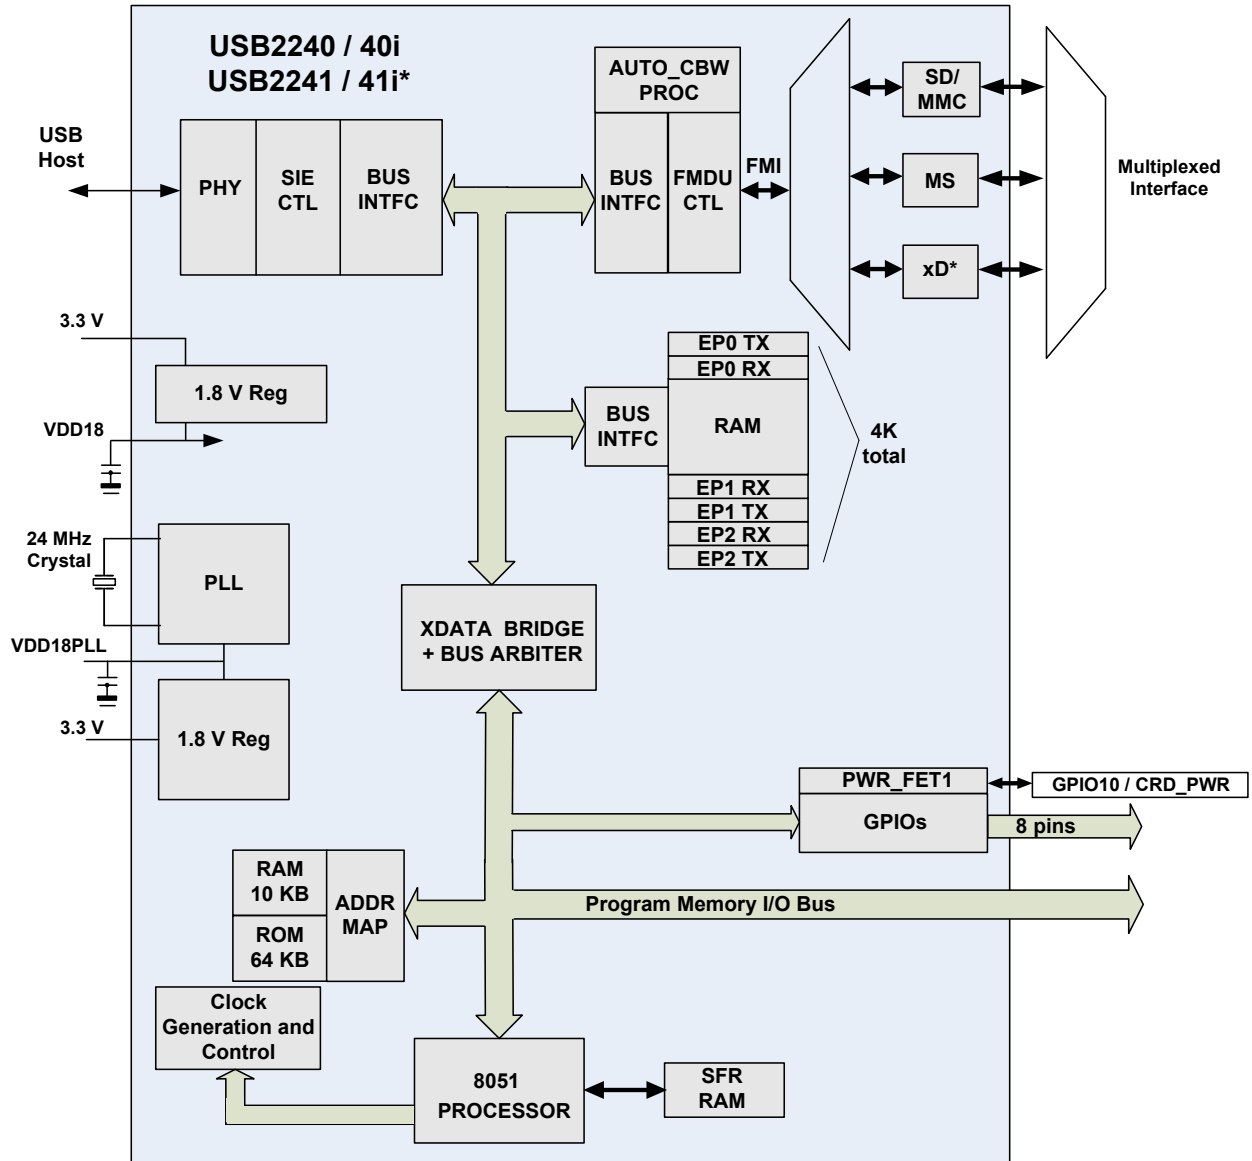 USB2240 / 40i
USB2241 / 41i*
USB
Host
PHY
SIE
CTL
BUS
INTFC
AUTO_CBW
PROC
BUS
INTFC
FMDU
CTL
FMI
SD/
MMC
MS
xD*
Multiplexed
Interface
3.3 V
1.8 V Reg
VDD18
EP0 TX
EP0 RX
RAM
BUS
INTFC
EP1 RX
EP1 TX
EP2 RX
EP2 TX
4K
total
24 MHz
Crystal
PLL
VDD18PLL
3.3 V
1.8 V Reg
XDATA BRIDGE
+ BUS ARBITER
PWR_FET1
GPIOs
GPIO10 / CRD_PWR
8 pins
RAM
10 KB
ROM
64 KB
ADDR
MAP
Program Memory I/O Bus
Clock
Generation and
Control
8051
PROCESSOR
SFR
RAM